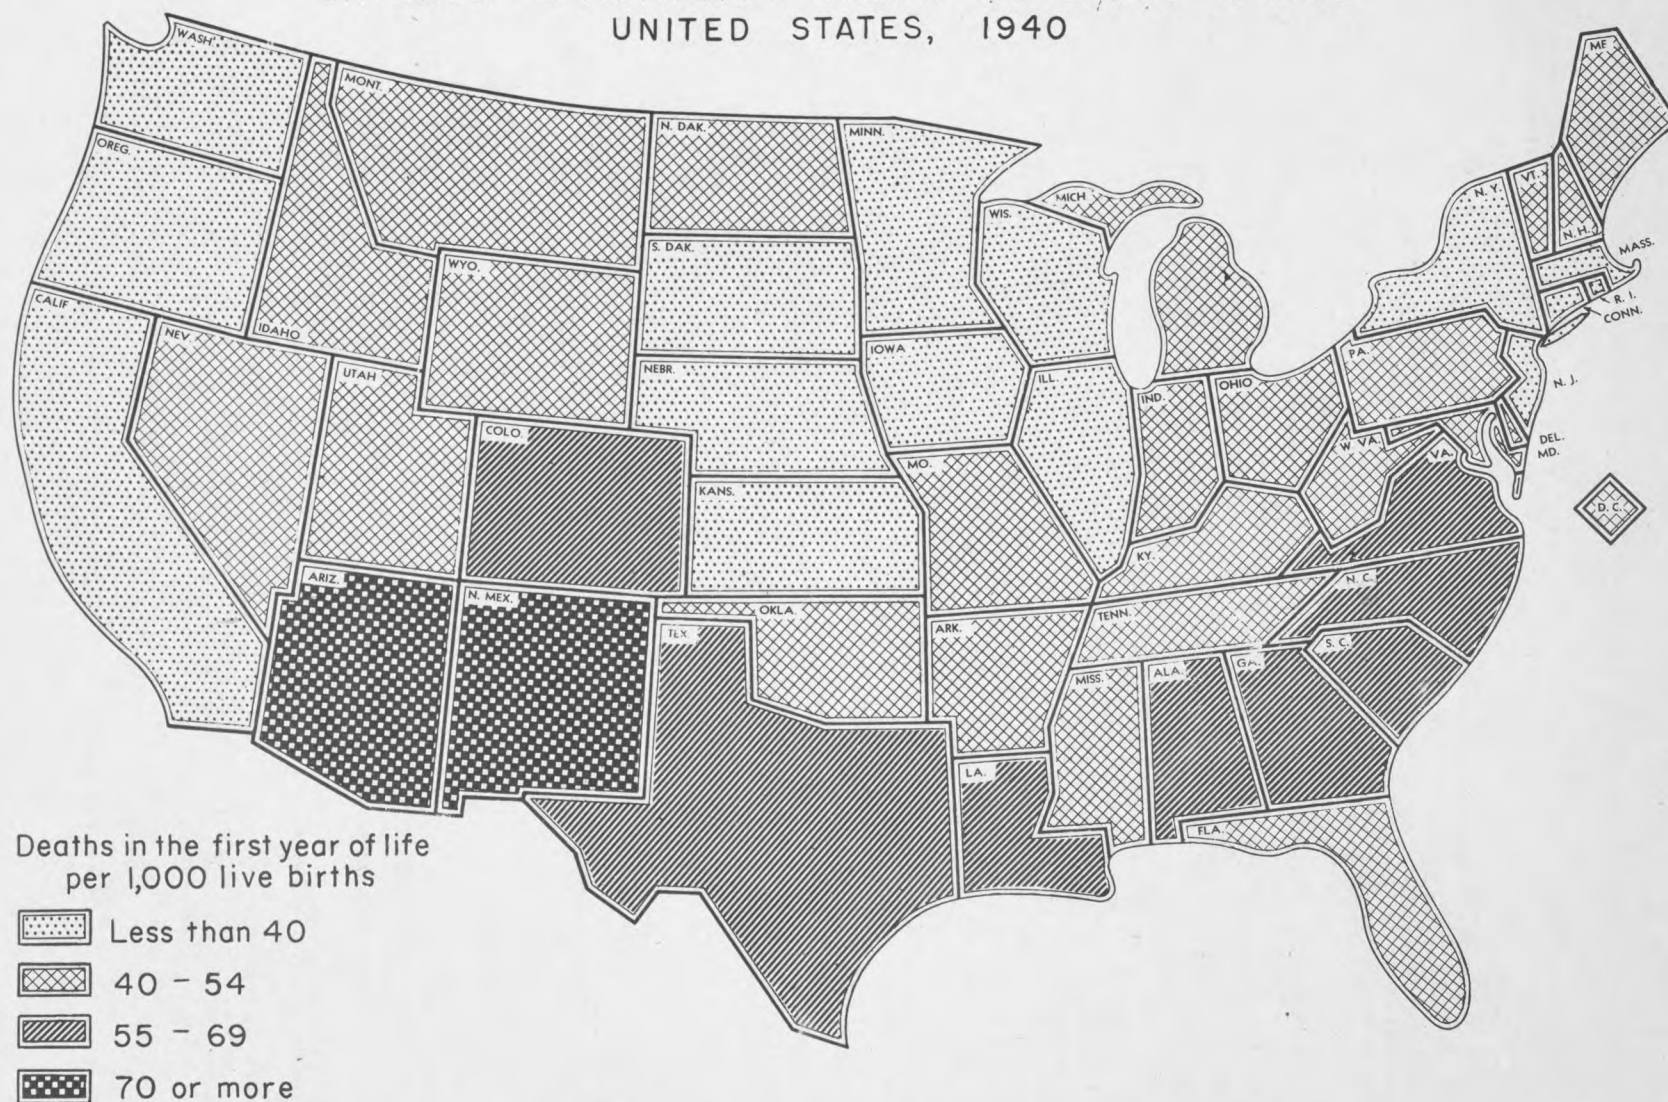 UNITED STATES, 1940
WASH.
MONT.
N. DAK.
MINN.
ME.
OREG.
MICH.
VT.
N. Y.
N. H.
WIS.
S. DAK.
WYO.
MASS.
CALIF.
IDAHO
NEV.
R. I.
CONN.
IOWA
PA.
NEBR.
UTAH
ILL.
IND.
OHIO
N. J.
COLO.
W. VA.
VA.
DEL.
MD.
MO.
KANS.
D. C.
KY.
ARIZ.
N. MEX.
OKLA.
N. C.
TENN.
TEX.
ARK.
S. C.
MISS.
ALA.
GA.
LA.
FLA.
Deaths in the first year of life
per 1,000 live births
Less than 40
40 - 54
55 - 69
70 or more